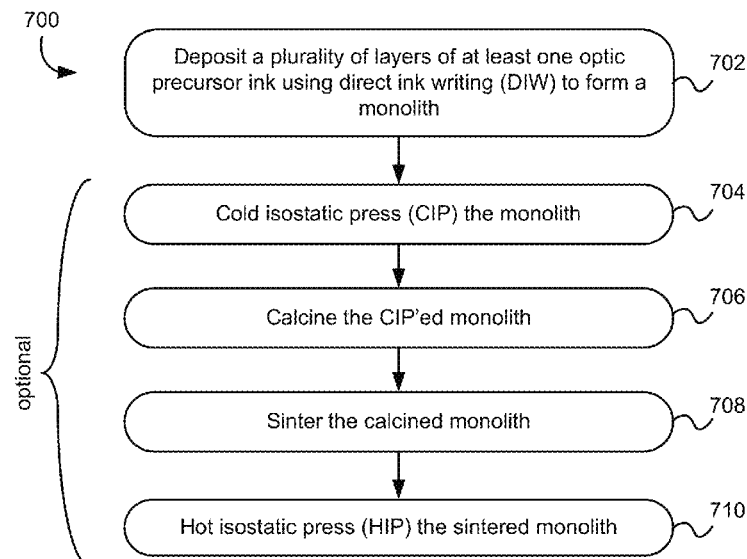 700
Deposit a plurality of layers of at least one optic
precursor ink using direct ink writing (DIW) to form a
monolith
702
Cold isostatic press (CIP) the monolith
704
Calcine the CIP'ed monolith
706
optional
Sinter the calcined monolith
708
Hot isostatic press (HIP) the sintered monolith
710